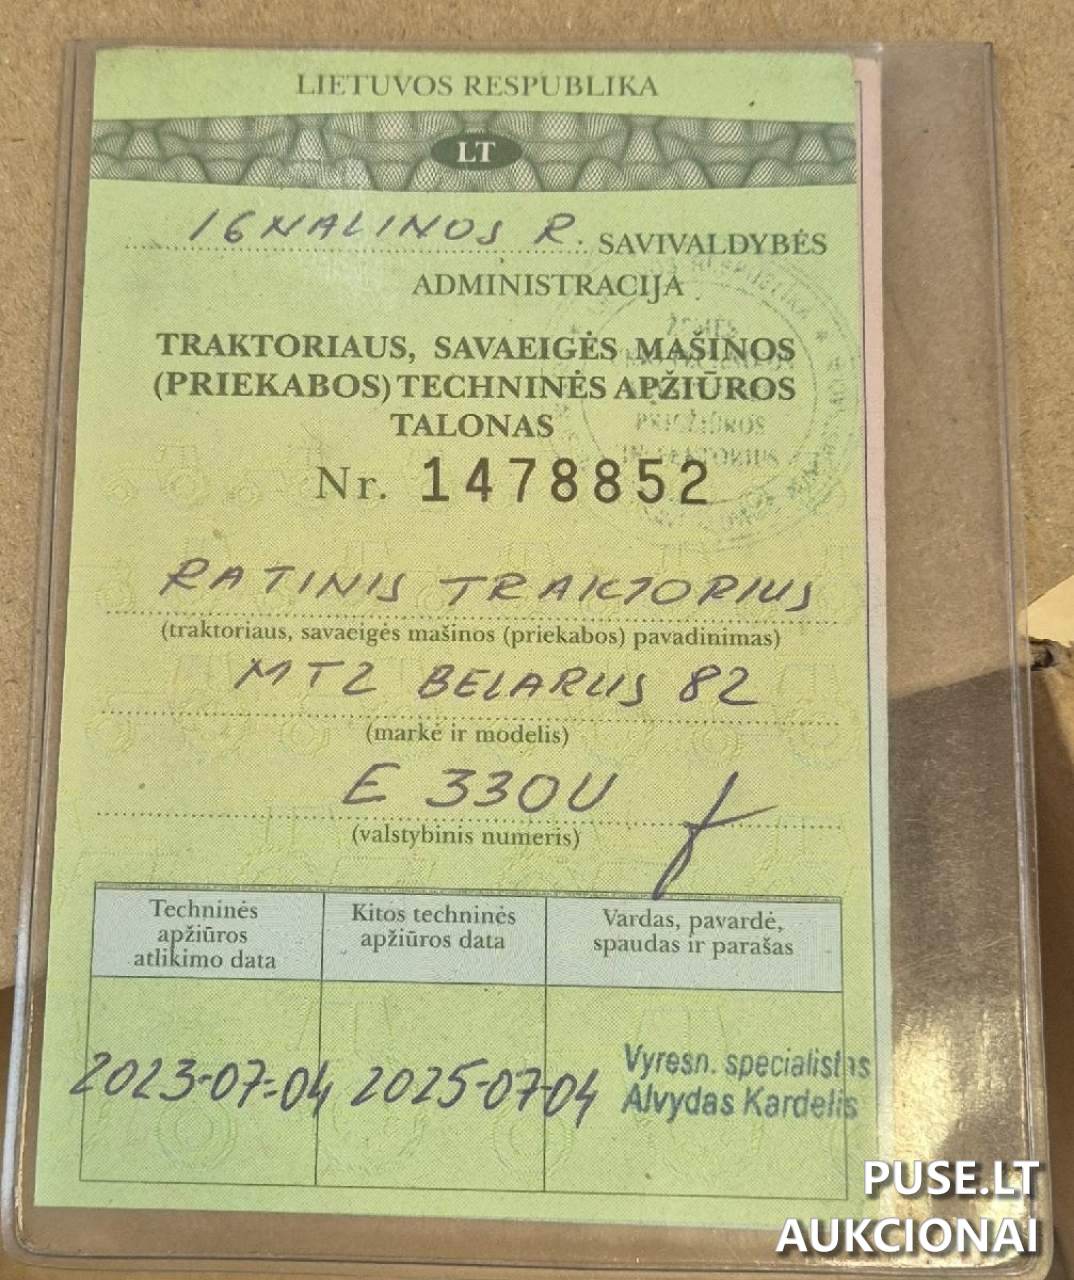 LIETUVOS RESPUBLIKA
LT
IGNALINOS R. SAVIVALDYBĖS
ADMINISTRACIJA
TRAKTORIAUS, SAVAEIGĖS MAŠINOS
(PRIEKABOS) TECHNINĖS APŽIŪROS
TALONAS
Nr. 1478852
RATINIS TRAKTORIUS
(traktoriaus, savaeigės mašinos (priekabos) pavadinimas)
MTZ BELARUS 82
(markė ir modelis)
E 330U
(valstybinis numeris)
Techninės
apžiūros
atlikimo data
Kitos techninės
apžiūros data
Vardas, pavardė,
spaudas ir parašas
2023-07-04
2025-07-04
Vyresn. specialistas
Alvydas Kardelis
PUSE.LT
AUKCIONAI